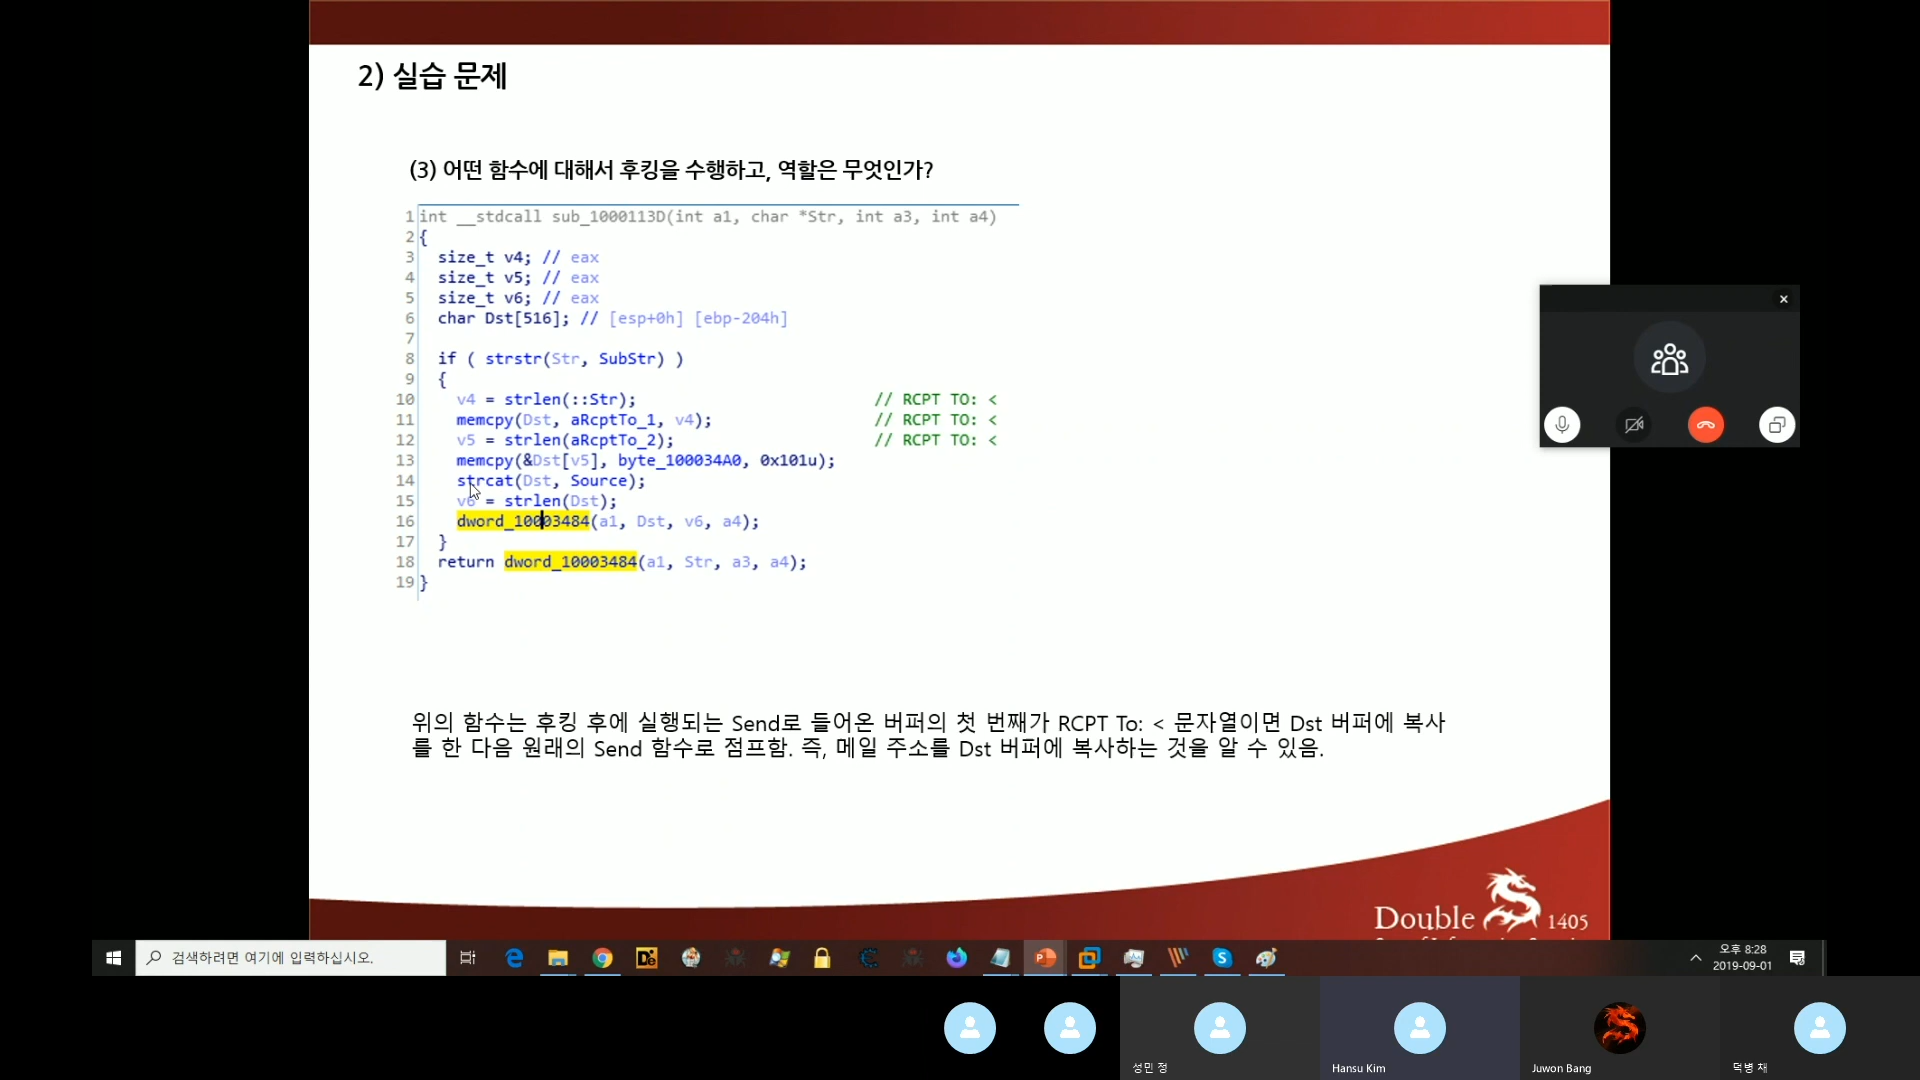 2) 실습 문제
(3) 어떤 함수에 대해서 후킹을 수행하고, 역할은 무엇인가?
1 int __stdcall sub_1000113D(int a1, char *Str, int a3, int a4)
2 {
3 size_t v4; // eax
4 size_t v5; // eax
5 size_t v6; // eax
6 char Dst[516]; // [esp+0h] [ebp-204h]
7
8 if ( strstr(Str, SubStr) )
9 {
10 v4 = strlen(::Str); // RCPT TO: <
11 memcpy(Dst, aRcptTo_1, v4); // RCPT TO: <
12 v5 = strlen(aRcptTo_2); // RCPT TO: <
13 memcpy(&Dst[v5], byte_100034A0, 0x101u);
14 strcat(Dst, Source);
15 v6 = strlen(Dst);
16 dword_10003484(a1, Dst, v6, a4);
17 }
18 return dword_10003484(a1, Str, a3, a4);
19 }
위의 함수는 후킹 후에 실행되는 Send로 들어온 버퍼의 첫 번째가 RCPT To: < 문자열이면 Dst 버퍼에 복사
를 한 다음 원래의 Send 함수로 점프함. 즉, 메일 주소를 Dst 버퍼에 복사하는 것을 알 수 있음.
Double 1405
검색하려면 여기에 입력하십시오.
오후 8:28
2019-09-01
성민 정
Hansu Kim
Juwon Bang
덕병 채